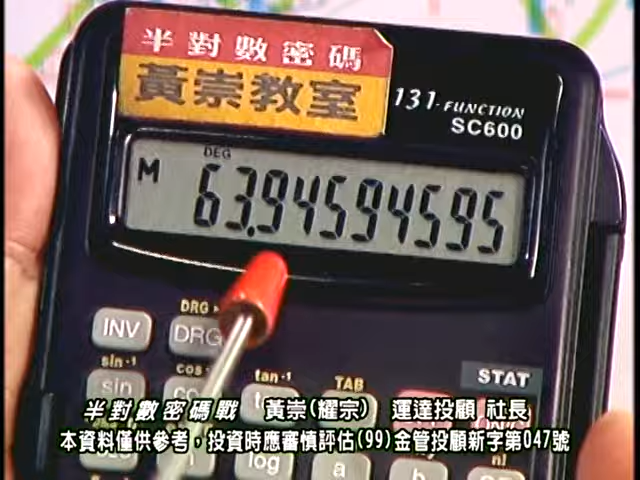 半對數密碼
黃崇教室
131-FUNCTION
SC600
DEG
M 63.94594595
DRG
INV DRG
sin-1 cos tan-1 TAB STAT
sin
半對數密碼戰 黃崇(耀宗) 運達投顧 社長
本資料僅供參考，投資時應審慎評估(99)金管投顧新字第047號
log a b